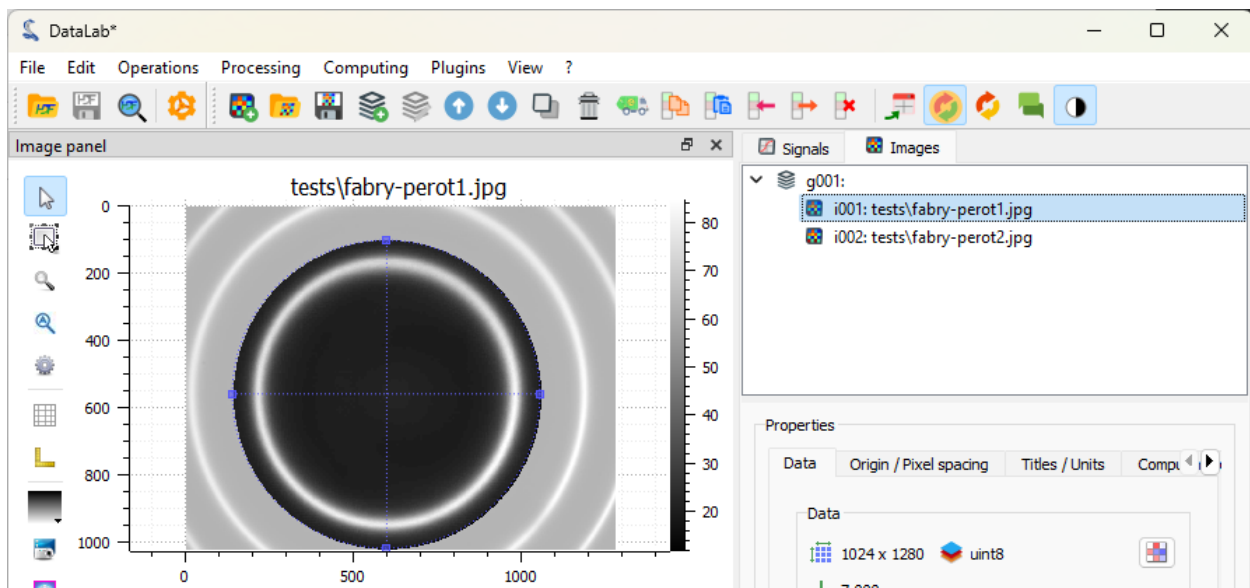 DataLab*
File Edit Operations Processing Computing Plugins View ?
Image panel
Signals Images
tests\fabry-perot1.jpg
g001:
i001: tests\fabry-perot1.jpg
i002: tests\fabry-perot2.jpg
0
200
400
600
800
1000
0 500 1000
80
70
60
50
40
30
20
Properties
Data Origin / Pixel spacing Titles / Units
Data
1024 x 1280 uint8